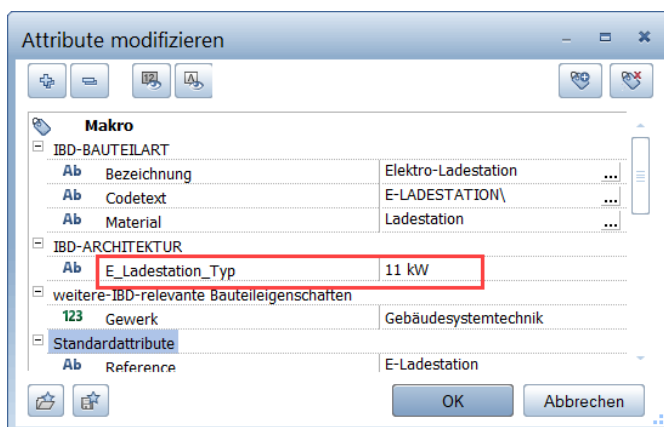 Attribute modifizieren
Makro
IBD-BAUTEILART
Ab Bezeichnung Elektro-Ladestation ...
Ab Codetext E-LADESTATION\ ...
Ab Material Ladestation ...
IBD-ARCHITEKTUR
Ab E_Ladestation_Typ 11 kW
weitere-IBD-relevante Bauteileigenschaften
123 Gewerk Gebäudesystemtechnik
Standardattribute
Ab Reference E-Ladestation
OK Abbrechen